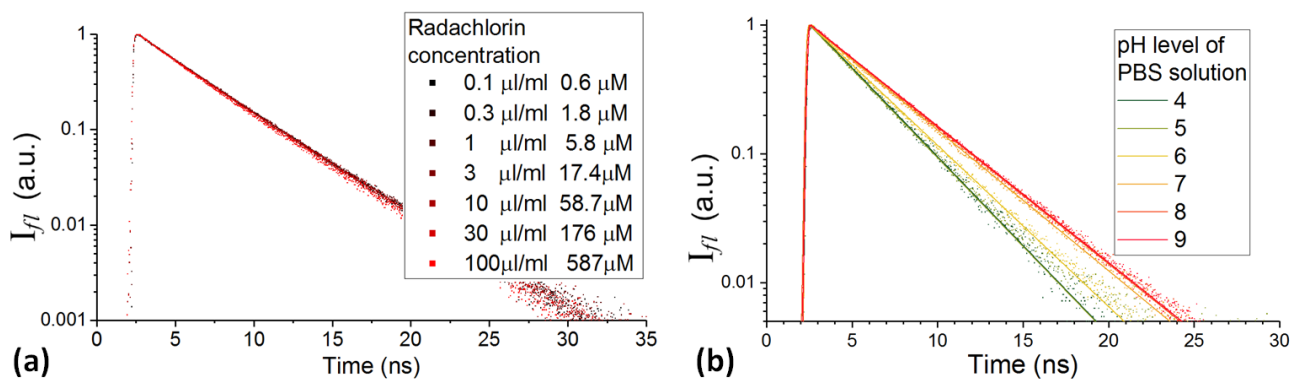 Radachlorin
concentration
0.1 µl/ml 0.6 µM
0.3 µl/ml 1.8 µM
1 µl/ml 5.8 µM
3 µl/ml 17.4µM
10 µl/ml 58.7µM
30 µl/ml 176 µM
100µl/ml 587µM
1
0.1
0.01
0.001
I_fl (a.u.)
0 5 10 15 20 25 30 35
Time (ns)
(a)
pH level of
PBS solution
4
5
6
7
8
9
1
0.1
0.01
I_fl (a.u.)
0 5 10 15 20 25 30
Time (ns)
(b)